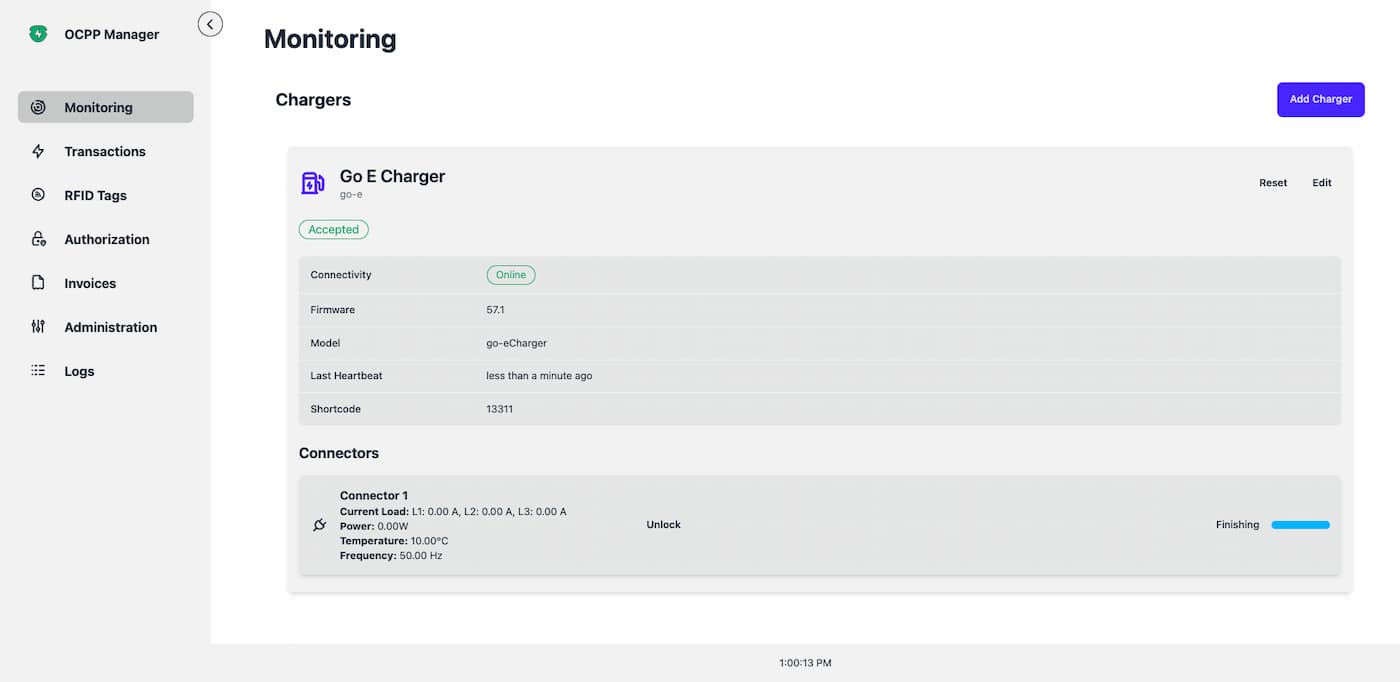 OCPP Manager
Monitoring
Transactions
RFID Tags
Authorization
Invoices
Administration
Logs
Monitoring
Chargers
Add Charger
Go E Charger
go-e
Reset
Edit
Accepted
Connectivity Online
Firmware 57.1
Model go-eCharger
Last Heartbeat less than a minute ago
Shortcode 13311
Connectors
Connector 1
Current Load: L1: 0.00 A, L2: 0.00 A, L3: 0.00 A
Power: 0.00W
Temperature: 10.00°C
Frequency: 50.00 Hz
Unlock
Finishing
1:00:13 PM